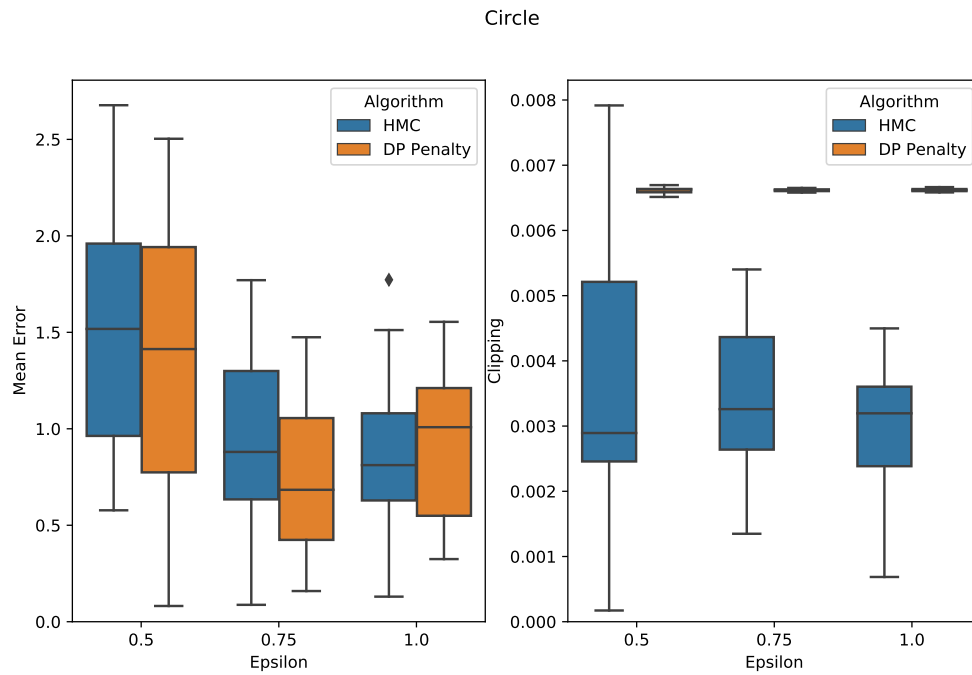 Circle
Mean Error
2.5
2.0
1.5
1.0
0.5
0.0
Algorithm
HMC
DP Penalty
0.5
0.75
1.0
Epsilon
Clipping
0.008
0.007
0.006
0.005
0.004
0.003
0.002
0.001
0.000
Algorithm
HMC
DP Penalty
0.5
0.75
1.0
Epsilon